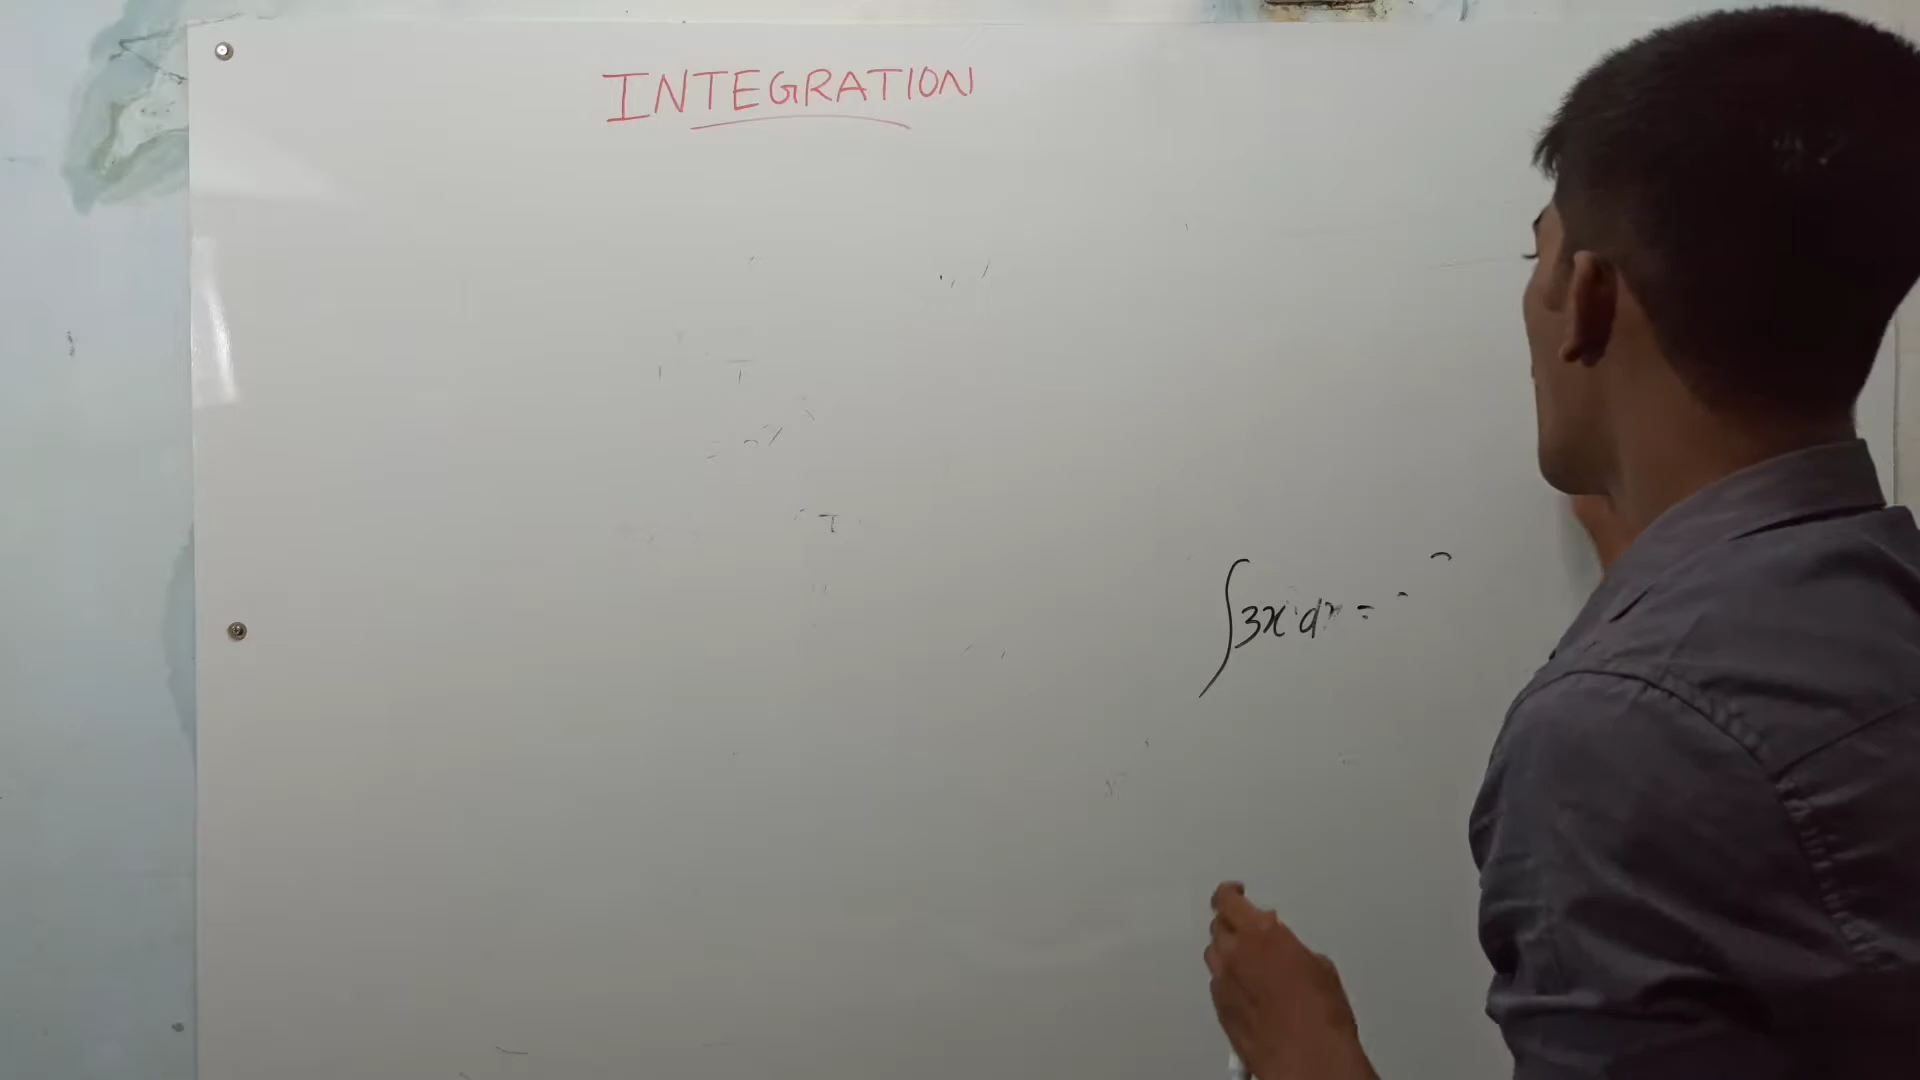 INTEGRATION
∫3x dx =